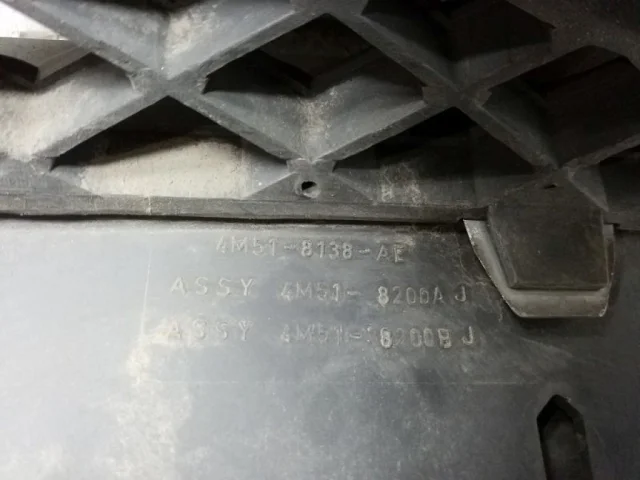 4M51-8138-AE
ASSY 4M51- 8200A J
ASSY 4M51- 8200B J